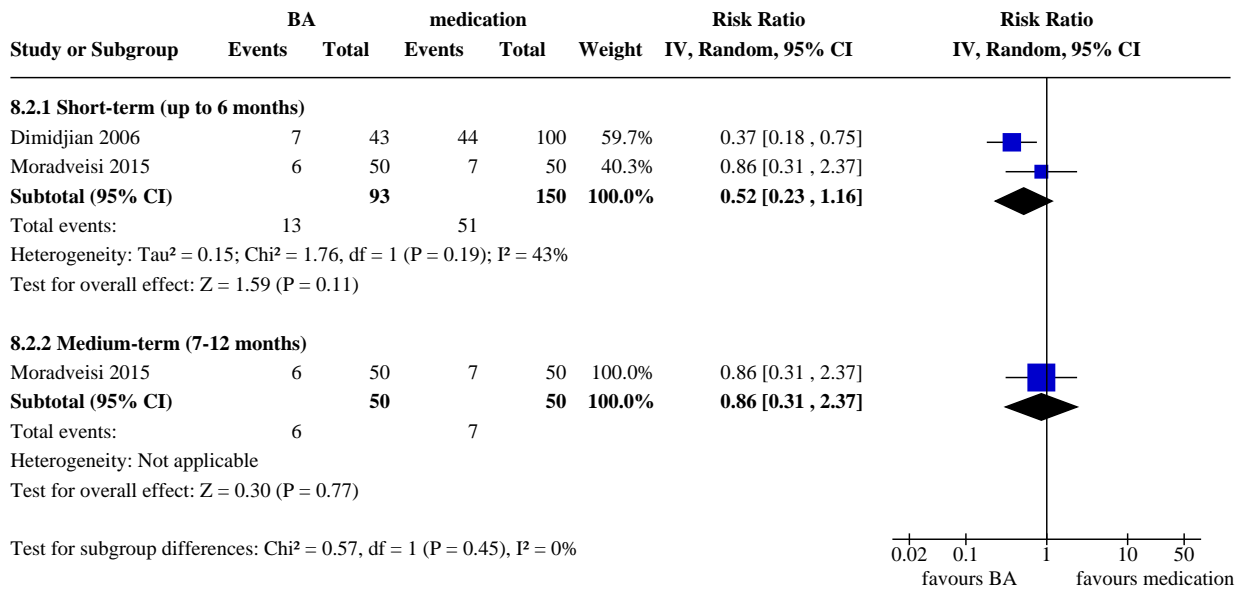 BA medication Risk Ratio Risk Ratio
Study or Subgroup Events Total Events Total Weight IV, Random, 95% CI IV, Random, 95% CI
8.2.1 Short-term (up to 6 months)
Dimidjian 2006 7 43 44 100 59.7% 0.37 [0.18 , 0.75]
Moradveisi 2015 6 50 7 50 40.3% 0.86 [0.31 , 2.37]
Subtotal (95% CI) 93 150 100.0% 0.52 [0.23 , 1.16]
Total events: 13 51
Heterogeneity: Tau² = 0.15; Chi² = 1.76, df = 1 (P = 0.19); I² = 43%
Test for overall effect: Z = 1.59 (P = 0.11)
8.2.2 Medium-term (7-12 months)
Moradveisi 2015 6 50 7 50 100.0% 0.86 [0.31 , 2.37]
Subtotal (95% CI) 50 50 100.0% 0.86 [0.31 , 2.37]
Total events: 6 7
Heterogeneity: Not applicable
Test for overall effect: Z = 0.30 (P = 0.77)
Test for subgroup differences: Chi² = 0.57, df = 1 (P = 0.45), I² = 0%
0.02 0.1 1 10 50
favours BA favours medication